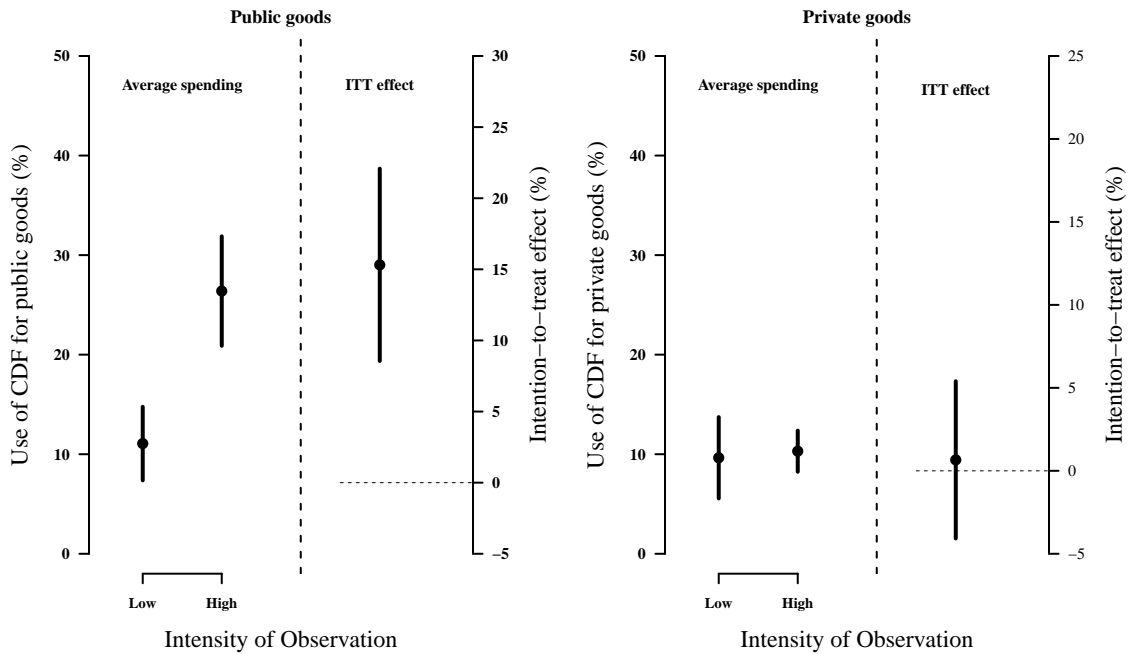 Public goods
Average spending
ITT effect
Use of CDF for public goods (%)
50
40
30
20
10
0
30
25
20
15
10
5
0
−5
Intention−to−treat effect (%)
Low
High
Intensity of Observation
Private goods
Average spending
ITT effect
Use of CDF for private goods (%)
50
40
30
20
10
0
25
20
15
10
5
0
−5
Intention−to−treat effect (%)
Low
High
Intensity of Observation